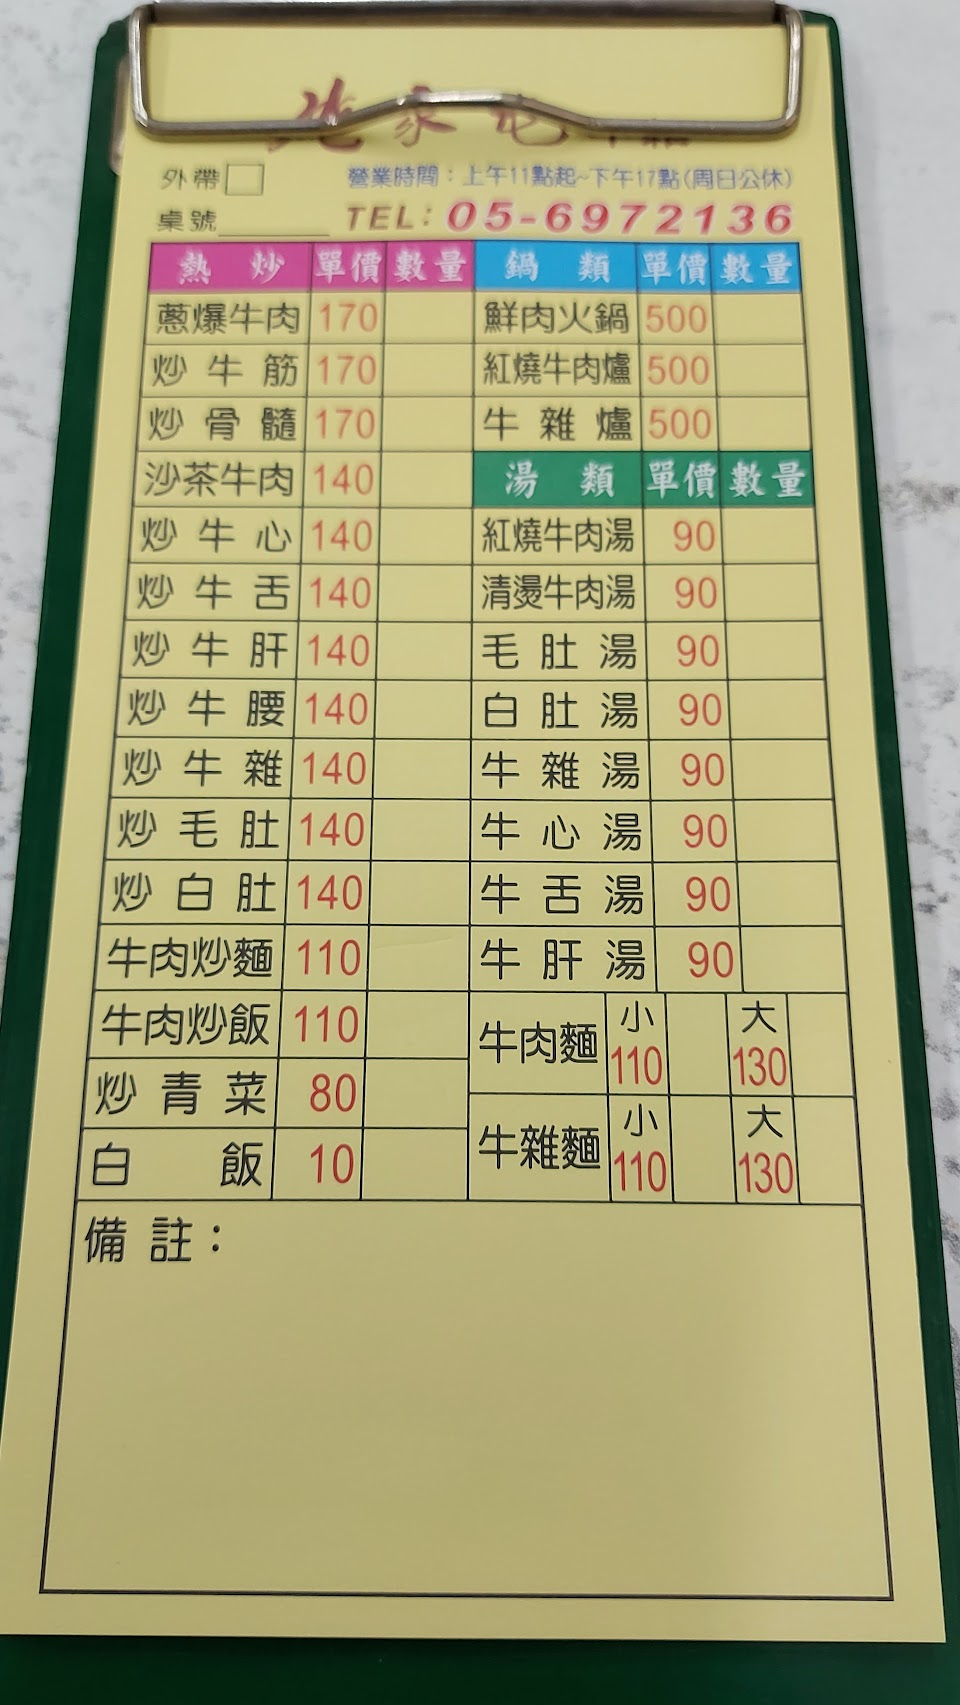 家
外帶
營業時間：上午11點起~下午17點(周日公休)
桌號
TEL：05-6972136
熱 炒 單價 數量
蔥爆牛肉 170
炒牛筋 170
炒骨髓 170
沙茶牛肉 140
炒牛心 140
炒牛舌 140
炒牛肝 140
炒牛腰 140
炒牛雜 140
炒毛肚 140
炒白肚 140
牛肉炒麵 110
牛肉炒飯 110
炒青菜 80
白飯 10
鍋 類 單價 數量
鮮肉火鍋 500
紅燒牛肉爐 500
牛雜爐 500
湯 類 單價 數量
紅燒牛肉湯 90
清燙牛肉湯 90
毛肚湯 90
白肚湯 90
牛雜湯 90
牛心湯 90
牛舌湯 90
牛肝湯 90
牛肉麵 小 110 大 130
牛雜麵 小 110 大 130
備註：